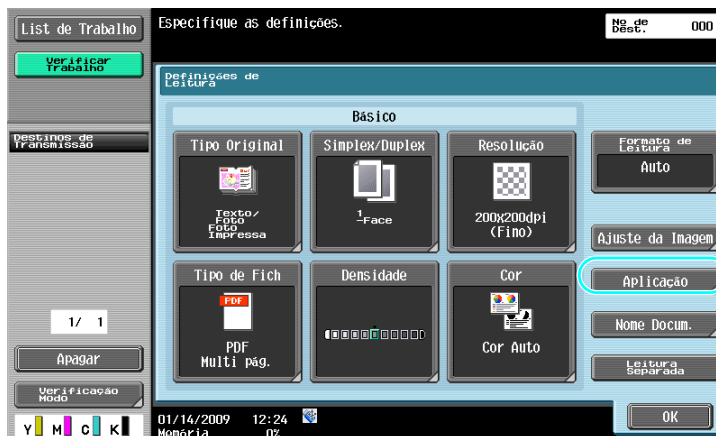 List de Trabalho
Especifique as definições.
Nº de
Dest.
000
Verificar
Trabalho
Definições de
Leitura
Básico
Destinos de
Transmissão
Tipo Original
Simplex/Duplex
Resolução
Formato de
Leitura
Auto
Texto/
Foto
Foto
Impressa
1
-Face
200x200dpi
(Fino)
Ajuste da Imagem
Tipo de Fich
Densidade
Cor
Aplicação
PDF
PDF
Multi pág.
Cor Auto
1/ 1
Nome Docum.
Apagar
Leitura
Separada
Verificação
Modo
OK
Y M C K
01/14/2009 12:24
Memória 0%